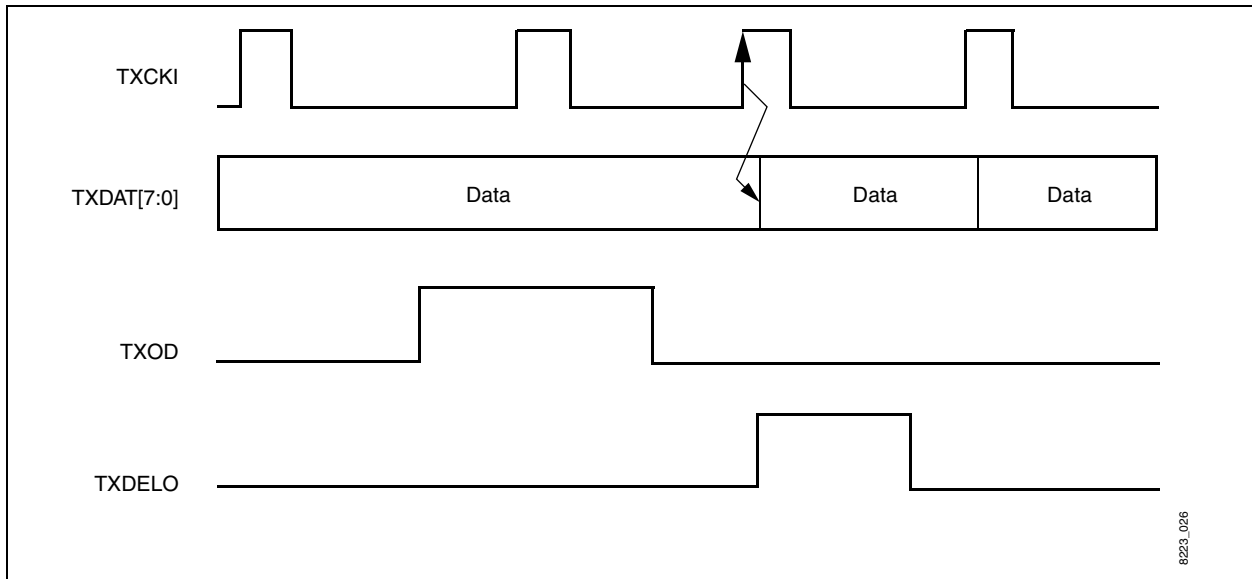 TXCKI
TXDAT[7:0]
Data
Data
Data
TXOD
TXDELO
8223_026